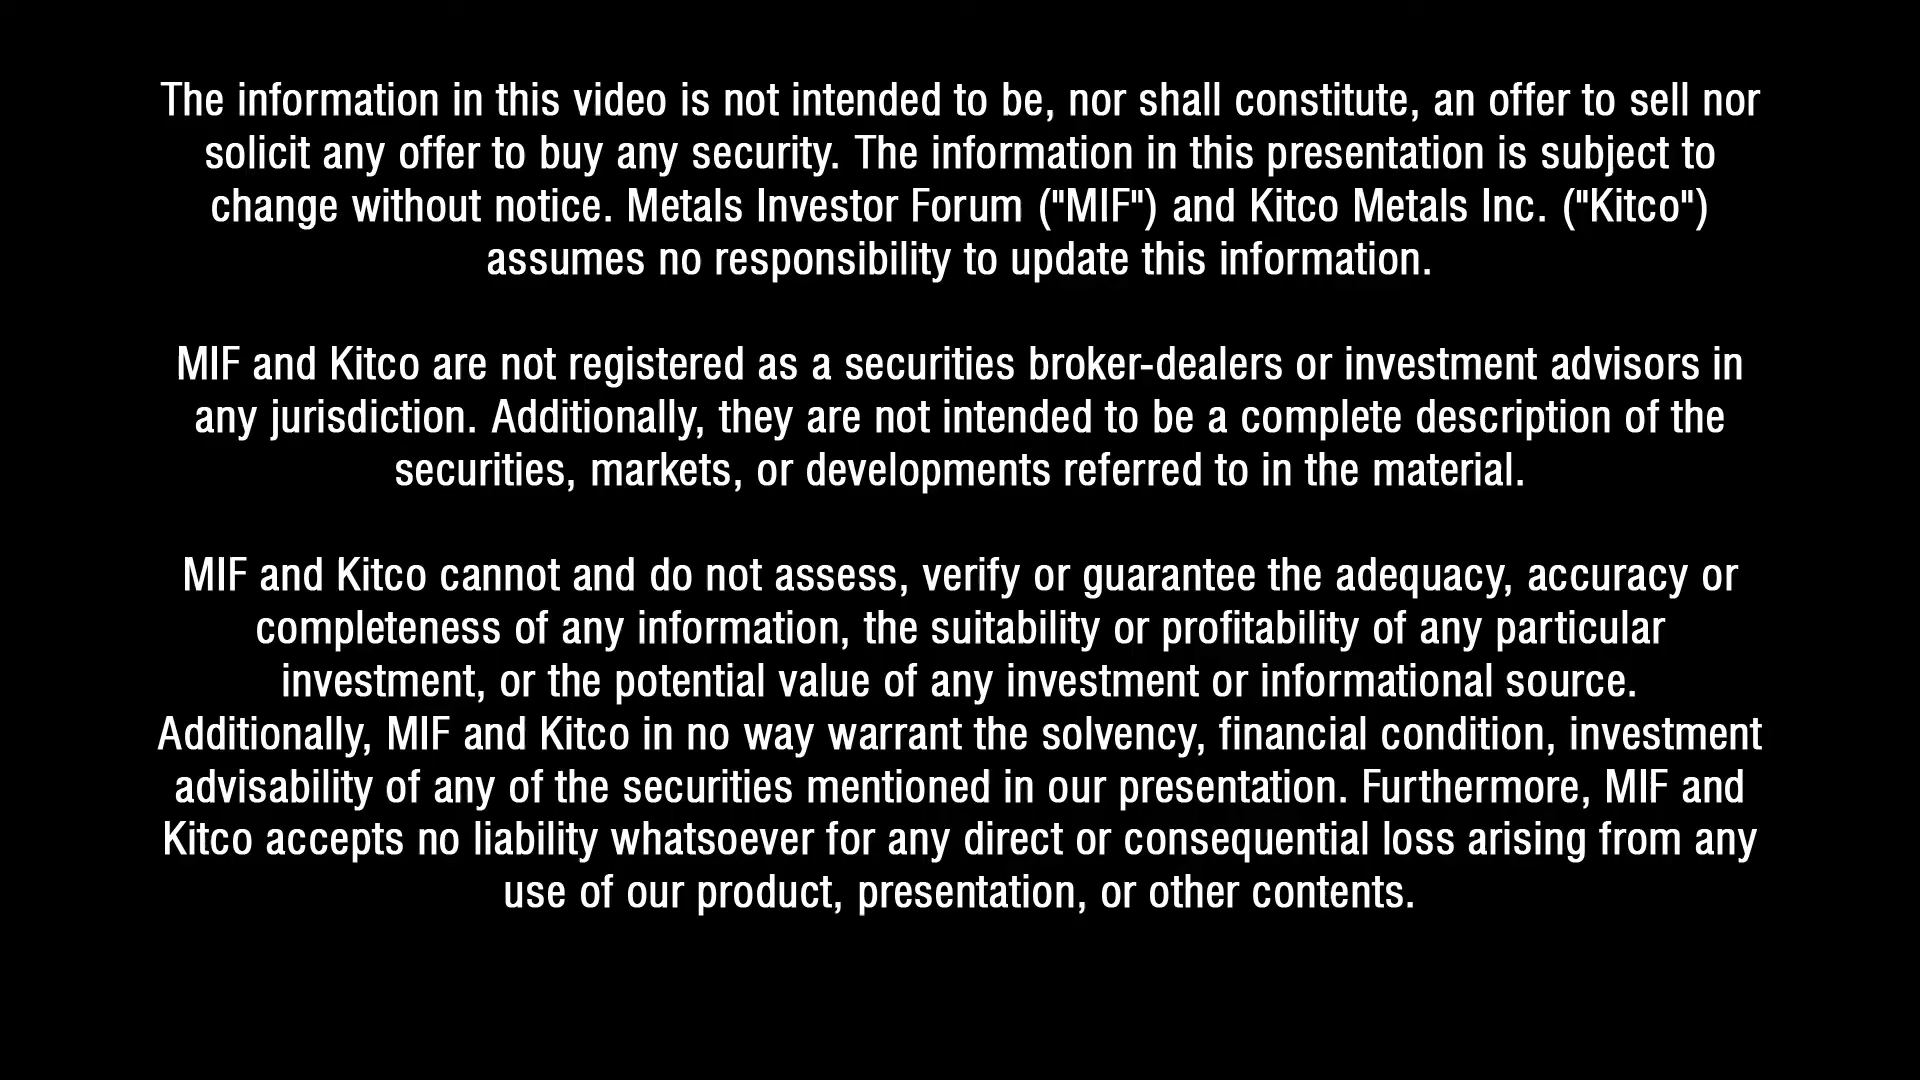 The information in this video is not intended to be, nor shall constitute, an offer to sell nor
solicit any offer to buy any security. The information in this presentation is subject to
change without notice. Metals Investor Forum ("MIF") and Kitco Metals Inc. ("Kitco")
assumes no responsibility to update this information.
MIF and Kitco are not registered as a securities broker-dealers or investment advisors in
any jurisdiction. Additionally, they are not intended to be a complete description of the
securities, markets, or developments referred to in the material.
MIF and Kitco cannot and do not assess, verify or guarantee the adequacy, accuracy or
completeness of any information, the suitability or profitability of any particular
investment, or the potential value of any investment or informational source.
Additionally, MIF and Kitco in no way warrant the solvency, financial condition, investment
advisability of any of the securities mentioned in our presentation. Furthermore, MIF and
Kitco accepts no liability whatsoever for any direct or consequential loss arising from any
use of our product, presentation, or other contents.